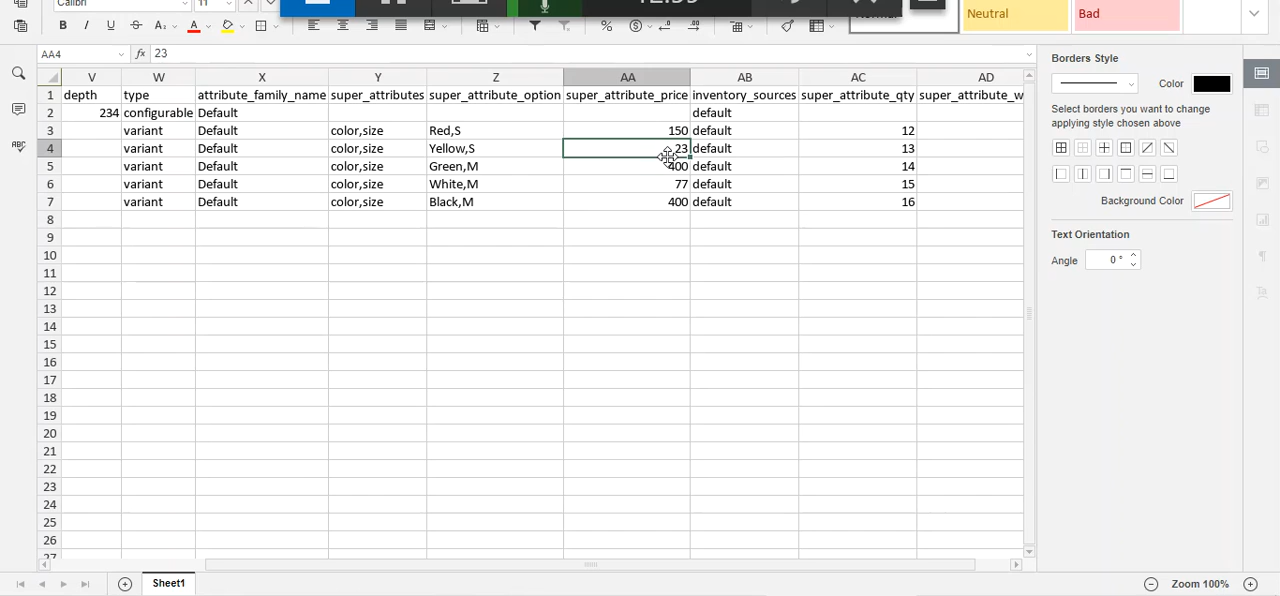 Calibri 11
Normal Neutral Bad
B I U A A
AA4 fx 23
V W X Y Z AA AB AC AD
1 depth type attribute_family_name super_attributes super_attribute_option super_attribute_price inventory_sources super_attribute_qty super_attribute_w
2 234 configurable Default default
3 variant Default color,size Red,S 150 default 12
4 variant Default color,size Yellow,S 23 default 13
5 variant Default color,size Green,M 400 default 14
6 variant Default color,size White,M 77 default 15
7 variant Default color,size Black,M 400 default 16
8
9
10
11
12
13
14
15
16
17
18
19
20
21
22
23
24
25
26
27
Borders Style
Color
Select borders you want to change
applying style chosen above
Background Color
Text Orientation
Angle 0 °
Sheet1
Zoom 100%